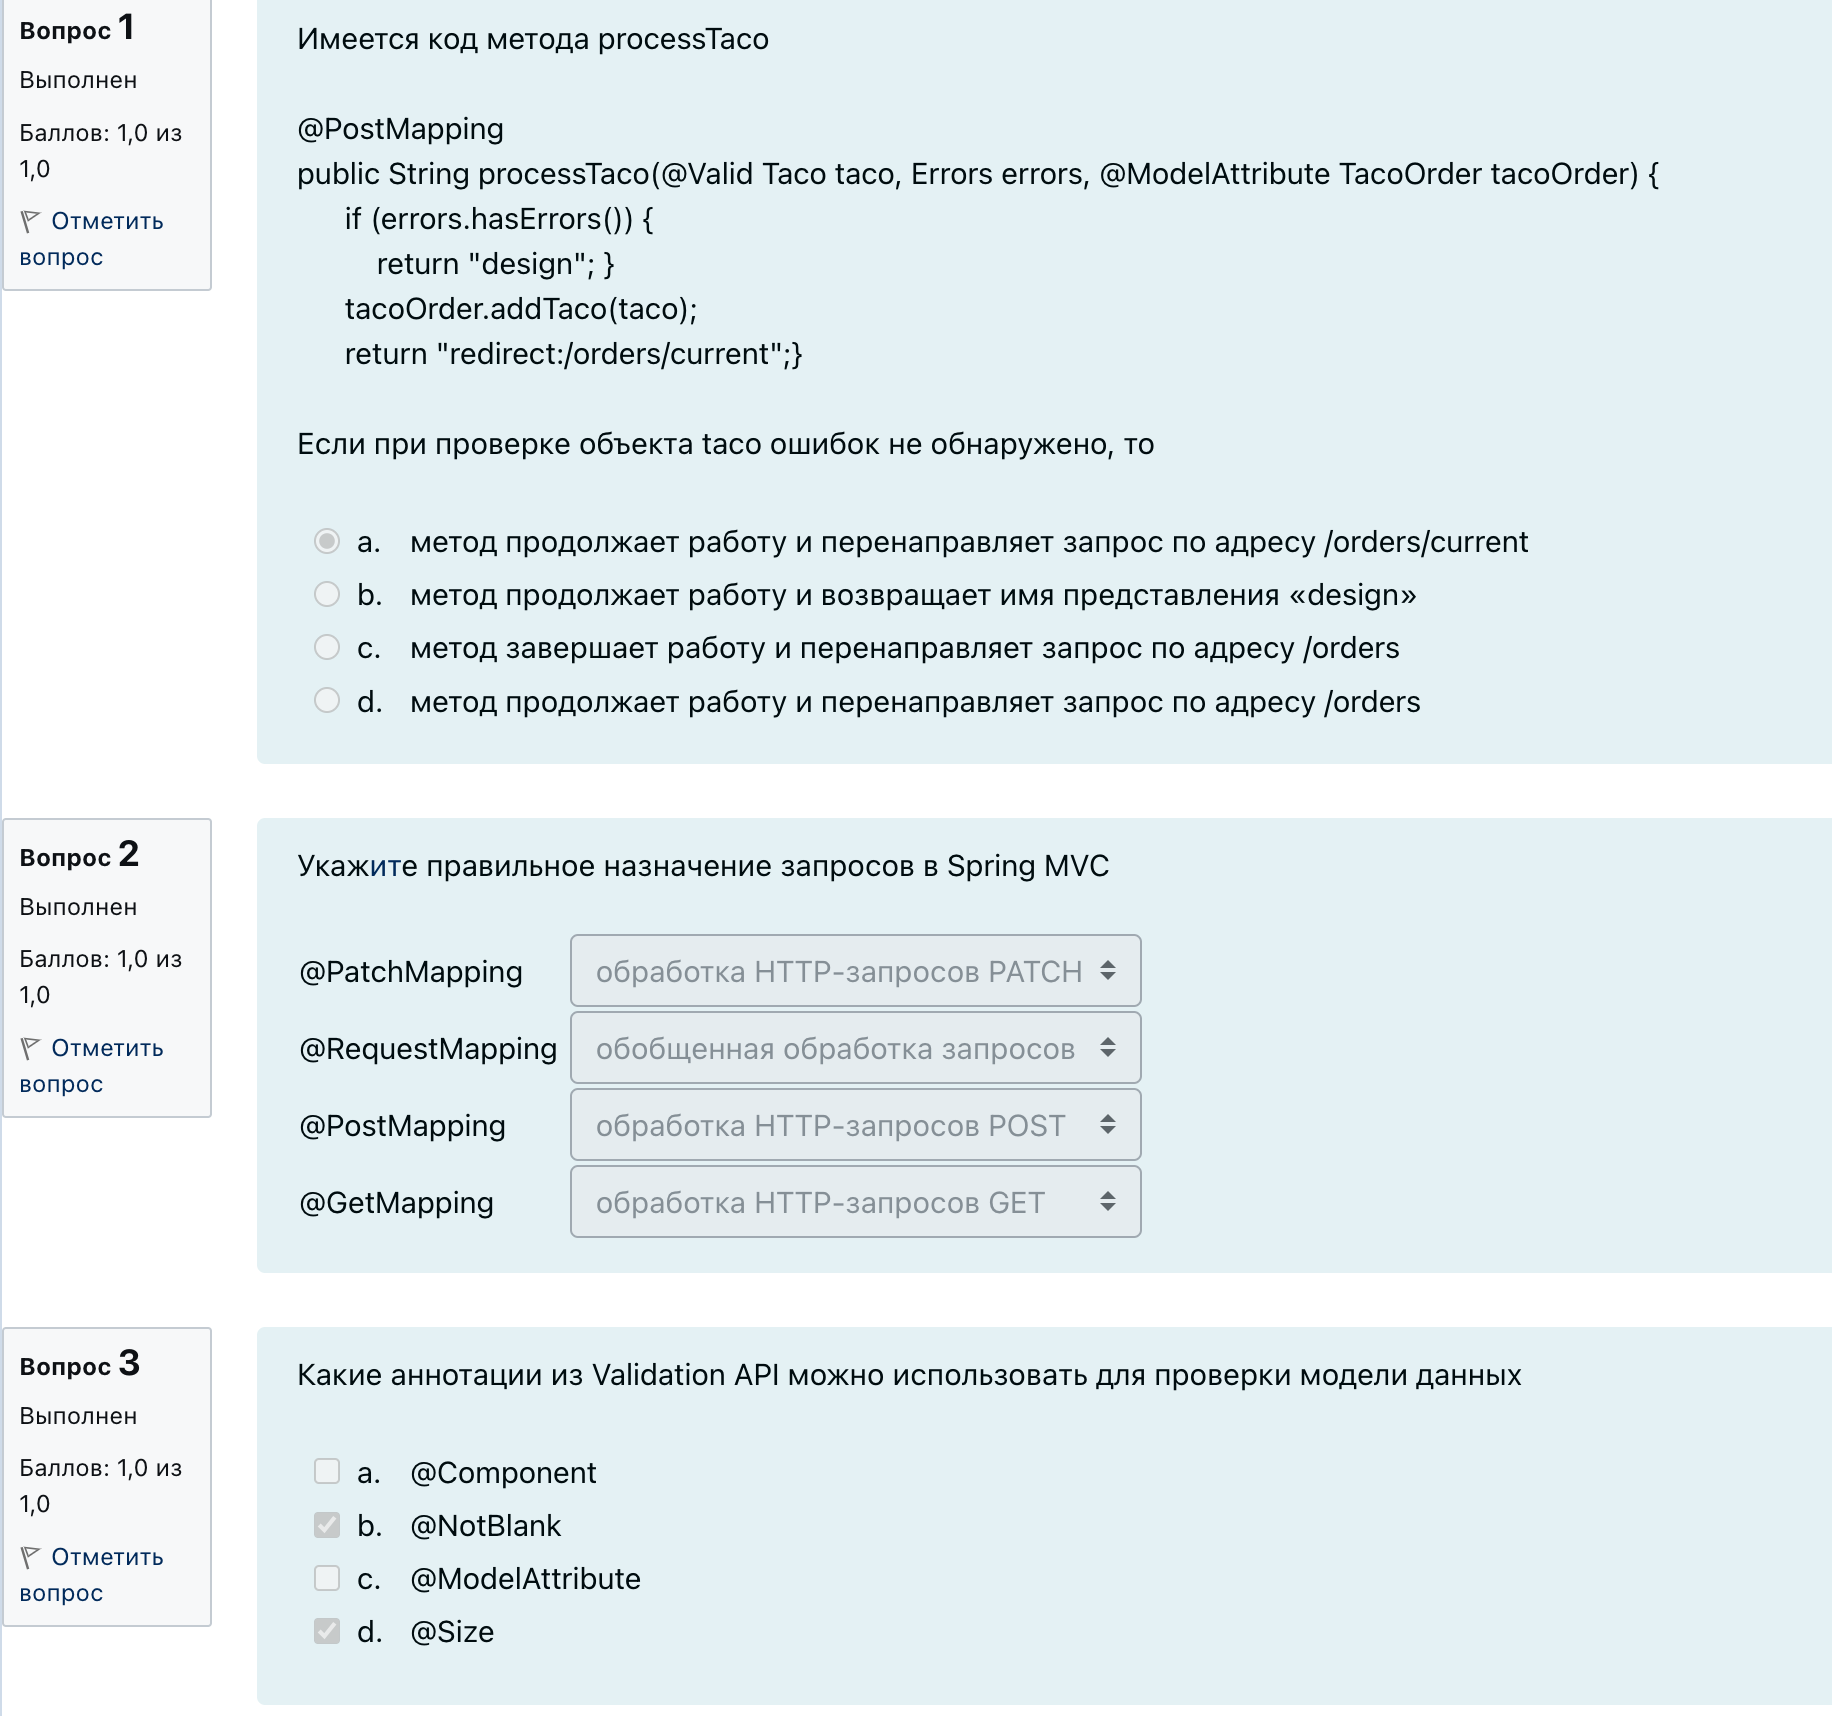 Вопрос 1
Выполнен
Баллов: 1,0 из
1,0
Отметить
вопрос
Имеется код метода processTaco
@PostMapping
public String processTaco(@Valid Taco taco, Errors errors, @ModelAttribute TacoOrder tacoOrder) {
if (errors.hasErrors()) {
return "design"; }
tacoOrder.addTaco(taco);
return "redirect:/orders/current";}
Если при проверке объекта taco ошибок не обнаружено, то
a. метод продолжает работу и перенаправляет запрос по адресу /orders/current
b. метод продолжает работу и возвращает имя представления «design»
c. метод завершает работу и перенаправляет запрос по адресу /orders
d. метод продолжает работу и перенаправляет запрос по адресу /orders
Вопрос 2
Выполнен
Баллов: 1,0 из
1,0
Отметить
вопрос
Укажите правильное назначение запросов в Spring MVC
@PatchMapping обработка HTTP-запросов PATCH
@RequestMapping обобщенная обработка запросов
@PostMapping обработка HTTP-запросов POST
@GetMapping обработка HTTP-запросов GET
Вопрос 3
Выполнен
Баллов: 1,0 из
1,0
Отметить
вопрос
Какие аннотации из Validation API можно использовать для проверки модели данных
a. @Component
b. @NotBlank
c. @ModelAttribute
d. @Size